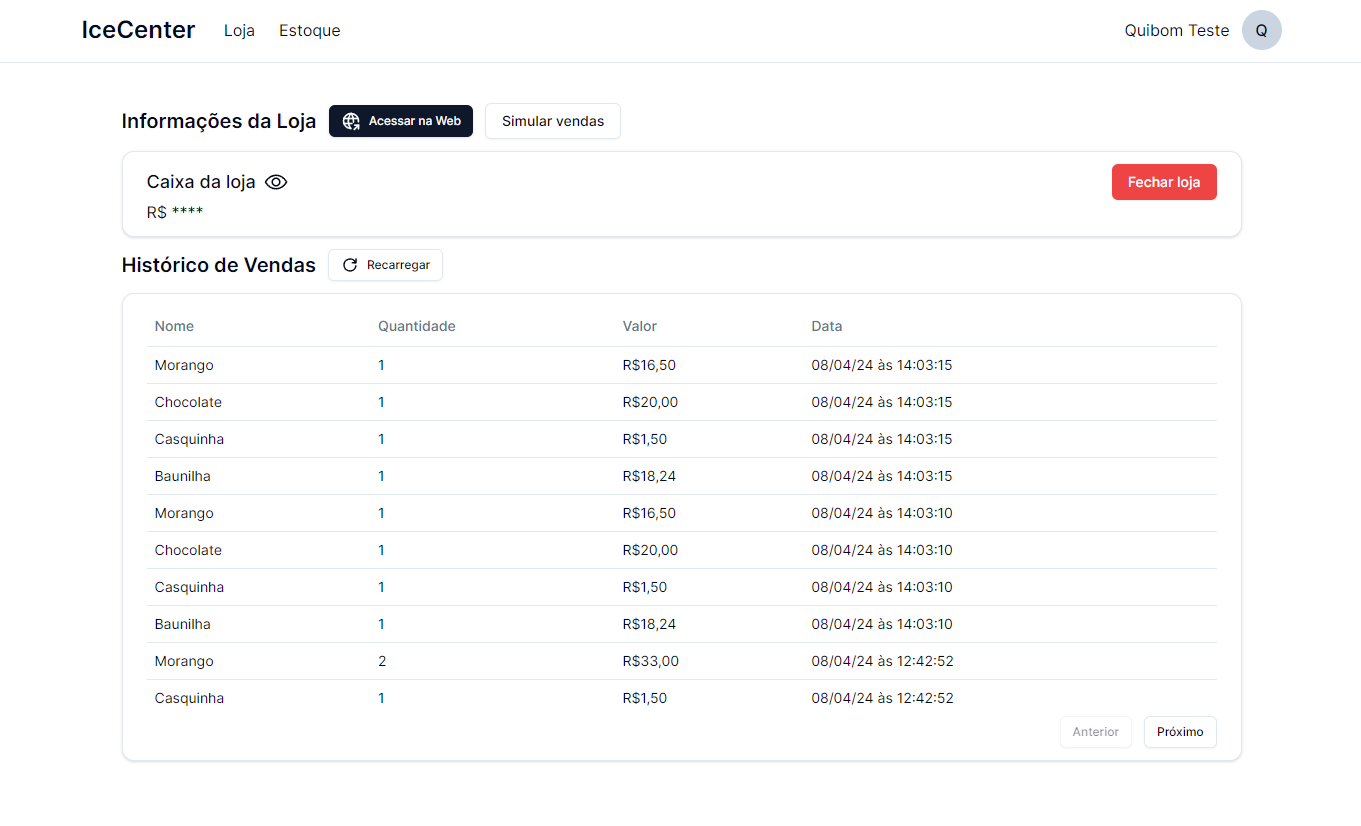 IceCenter Loja Estoque Quibom Teste Q
Informações da Loja Acessar na Web Simular vendas
Caixa da loja Fechar loja
R$ ****
Histórico de Vendas Recarregar
Nome Quantidade Valor Data
Morango 1 R$16,50 08/04/24 às 14:03:15
Chocolate 1 R$20,00 08/04/24 às 14:03:15
Casquinha 1 R$1,50 08/04/24 às 14:03:15
Baunilha 1 R$18,24 08/04/24 às 14:03:15
Morango 1 R$16,50 08/04/24 às 14:03:10
Chocolate 1 R$20,00 08/04/24 às 14:03:10
Casquinha 1 R$1,50 08/04/24 às 14:03:10
Baunilha 1 R$18,24 08/04/24 às 14:03:10
Morango 2 R$33,00 08/04/24 às 12:42:52
Casquinha 1 R$1,50 08/04/24 às 12:42:52
Anterior Próximo